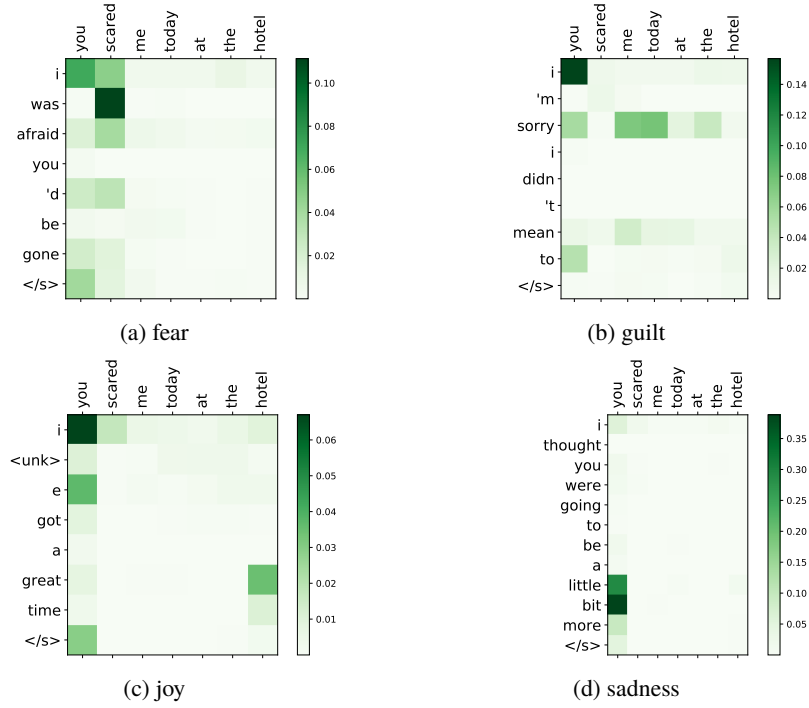 you scared me today at the hotel
i
was
afraid
you
'd
be
gone
</s>
0.10
0.08
0.06
0.04
0.02
(a) fear
you scared me today at the hotel
i
'm
sorry
i
didn
't
mean
to
</s>
0.14
0.12
0.10
0.08
0.06
0.04
0.02
(b) guilt
you scared me today at the hotel
i
<unk>
e
got
a
great
time
</s>
0.06
0.05
0.04
0.03
0.02
0.01
(c) joy
you scared me today at the hotel
i
thought
you
were
going
to
be
a
little
bit
more
</s>
0.35
0.30
0.25
0.20
0.15
0.10
0.05
(d) sadness